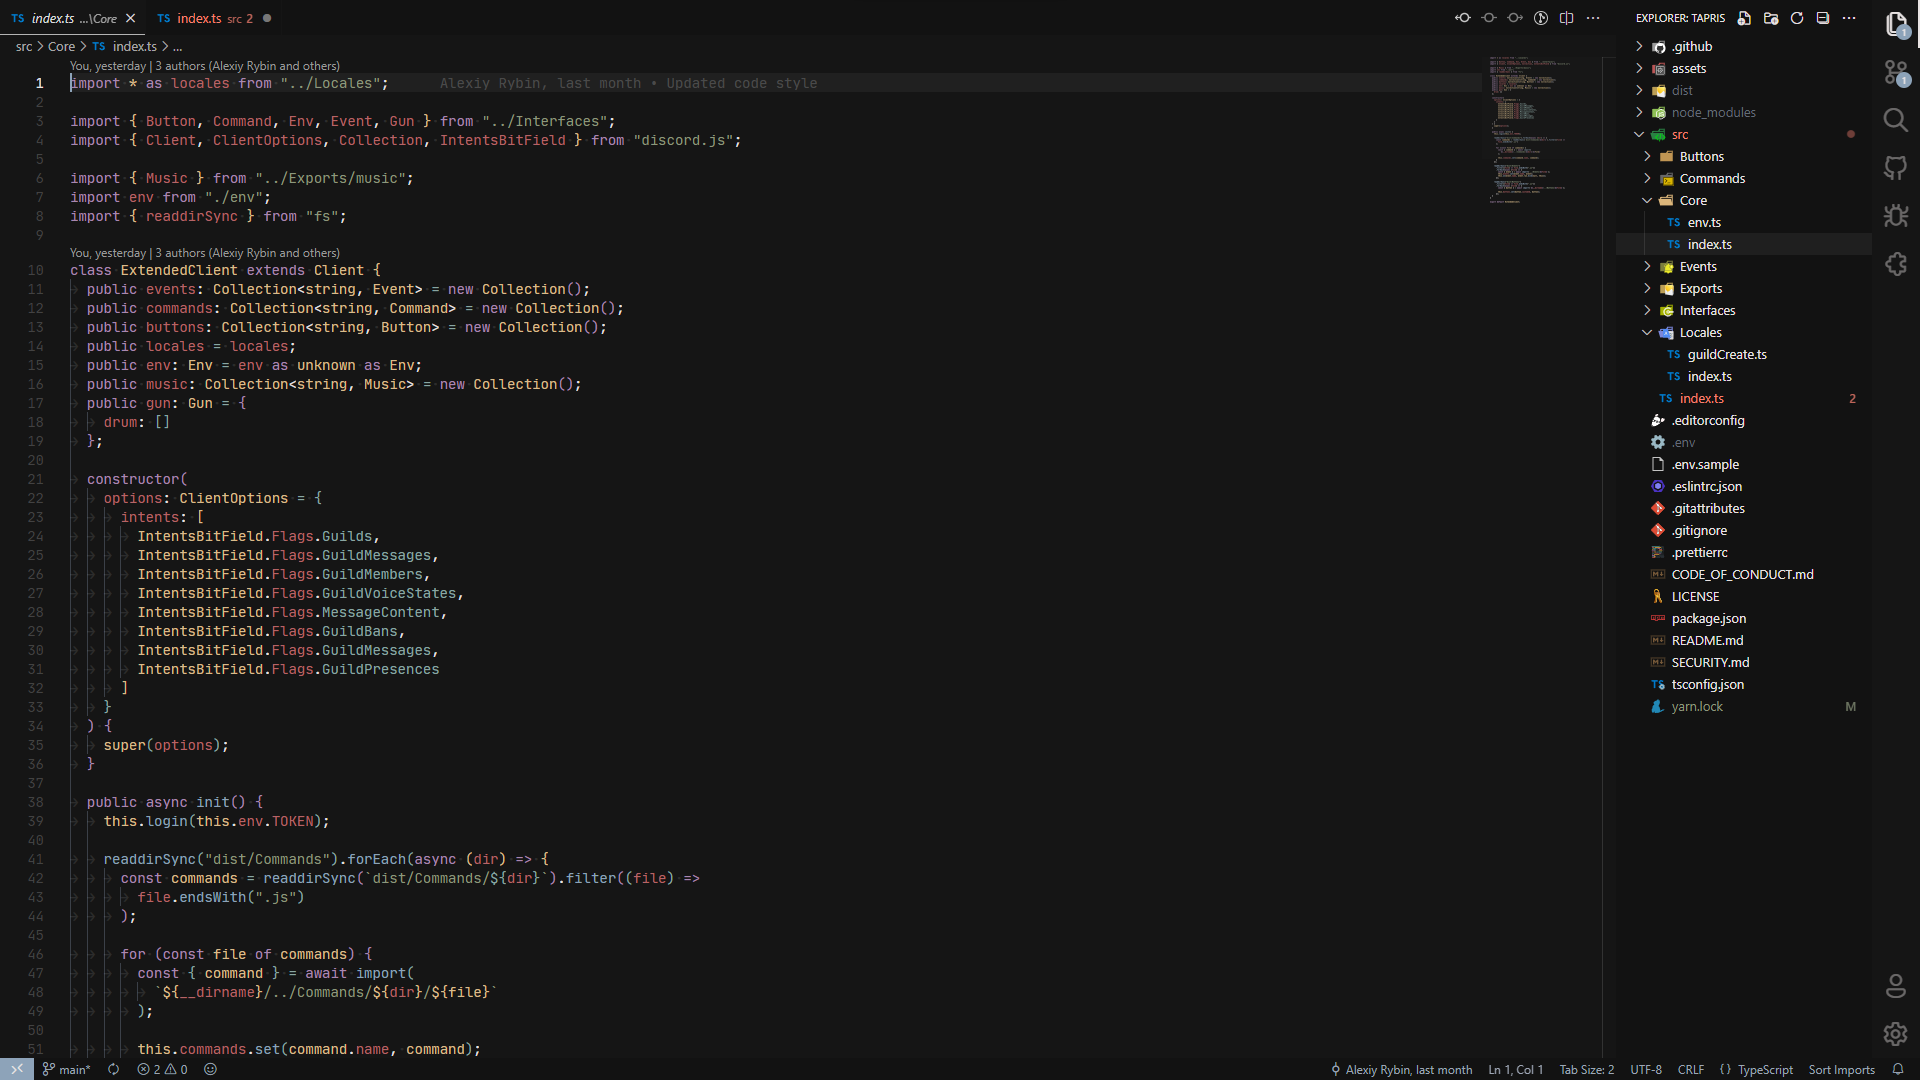 TS index.ts ...\Core
TS index.ts src 2
EXPLORER: TAPRIS
src > Core > TS index.ts > ...
You, yesterday | 3 authors (Alexiy Rybin and others)
1 import * as locales from "../Locales"; Alexiy Rybin, last month • Updated code style
2
3 import { Button, Command, Env, Event, Gun } from "../Interfaces";
4 import { Client, ClientOptions, Collection, IntentsBitField } from "discord.js";
5
6 import { Music } from "../Exports/music";
7 import env from "./env";
8 import { readdirSync } from "fs";
9
You, yesterday | 3 authors (Alexiy Rybin and others)
10 class ExtendedClient extends Client {
11 public events: Collection<string, Event> = new Collection();
12 public commands: Collection<string, Command> = new Collection();
13 public buttons: Collection<string, Button> = new Collection();
14 public locales = locales;
15 public env: Env = env as unknown as Env;
16 public music: Collection<string, Music> = new Collection();
17 public gun: Gun = {
18 drum: []
19 };
20
21 constructor(
22 options: ClientOptions = {
23 intents: [
24 IntentsBitField.Flags.Guilds,
25 IntentsBitField.Flags.GuildMessages,
26 IntentsBitField.Flags.GuildMembers,
27 IntentsBitField.Flags.GuildVoiceStates,
28 IntentsBitField.Flags.MessageContent,
29 IntentsBitField.Flags.GuildBans,
30 IntentsBitField.Flags.GuildMessages,
31 IntentsBitField.Flags.GuildPresences
32 ]
33 }
34 ) {
35 super(options);
36 }
37
38 public async init() {
39 this.login(this.env.TOKEN);
40
41 readdirSync("dist/Commands").forEach(async (dir) => {
42 const commands = readdirSync(`dist/Commands/${dir}`).filter((file) =>
43 file.endsWith(".js")
44 );
45
46 for (const file of commands) {
47 const { command } = await import(
48 `${__dirname}/../Commands/${dir}/${file}`
49 );
50
51 this.commands.set(command.name, command);
.github
assets
dist
node_modules
src
Buttons
Commands
Core
TS env.ts
TS index.ts
Events
Exports
Interfaces
Locales
TS guildCreate.ts
TS index.ts
TS index.ts 2
.editorconfig
.env
.env.sample
.eslintrc.json
.gitattributes
.gitignore
.prettierrc
CODE_OF_CONDUCT.md
LICENSE
package.json
README.md
SECURITY.md
TS tsconfig.json
yarn.lock M
1
1
main* 2 0
Alexiy Rybin, last month Ln 1, Col 1 Tab Size: 2 UTF-8 CRLF {} TypeScript Sort Imports